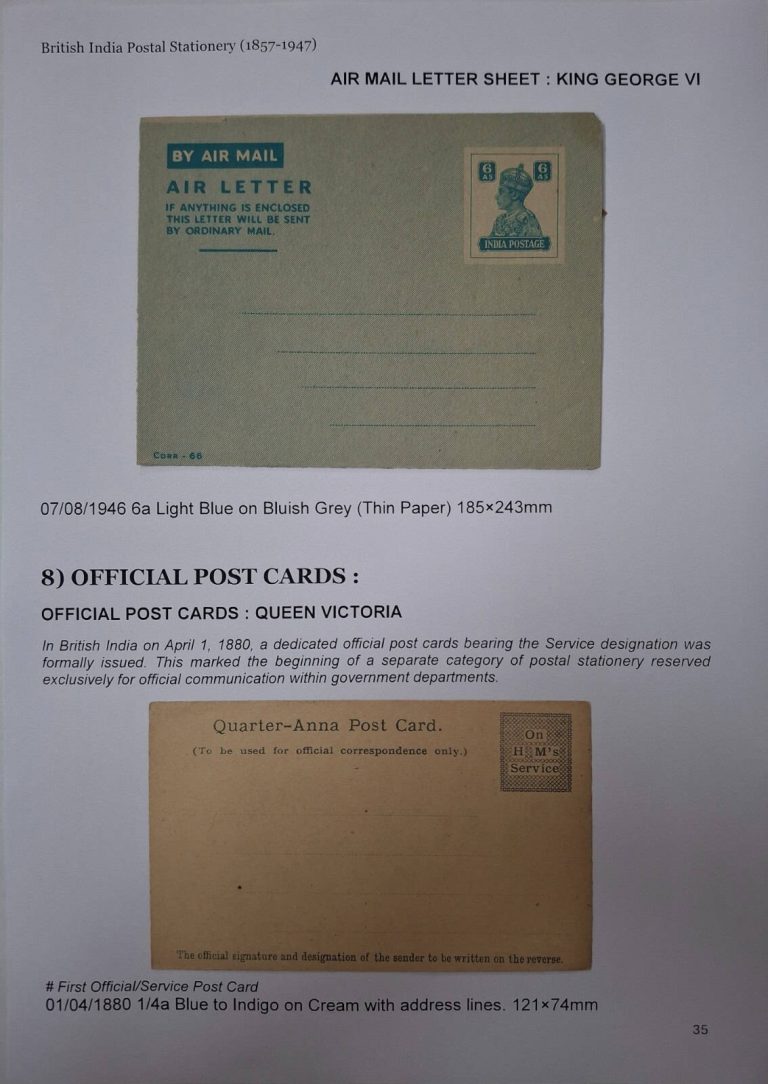 British India Postal Stationery (1857-1947)
AIR MAIL LETTER SHEET : KING GEORGE VI
BY AIR MAIL
AIR LETTER
IF ANYTHING IS ENCLOSED
THIS LETTER WILL BE SENT
BY ORDINARY MAIL.
6 6
AS AS
INDIA POSTAGE
CORR - 66
07/08/1946 6a Light Blue on Bluish Grey (Thin Paper) 185×243mm
8) OFFICIAL POST CARDS :
OFFICIAL POST CARDS : QUEEN VICTORIA
In British India on April 1, 1880, a dedicated official post cards bearing the Service designation was
formally issued. This marked the beginning of a separate category of postal stationery reserved
exclusively for official communication within government departments.
Quarter-Anna Post Card.
(To be used for official correspondence only.)
On
H M's
Service
The official signature and designation of the sender to be written on the reverse.
# First Official/Service Post Card
01/04/1880 1/4a Blue to Indigo on Cream with address lines. 121×74mm
35